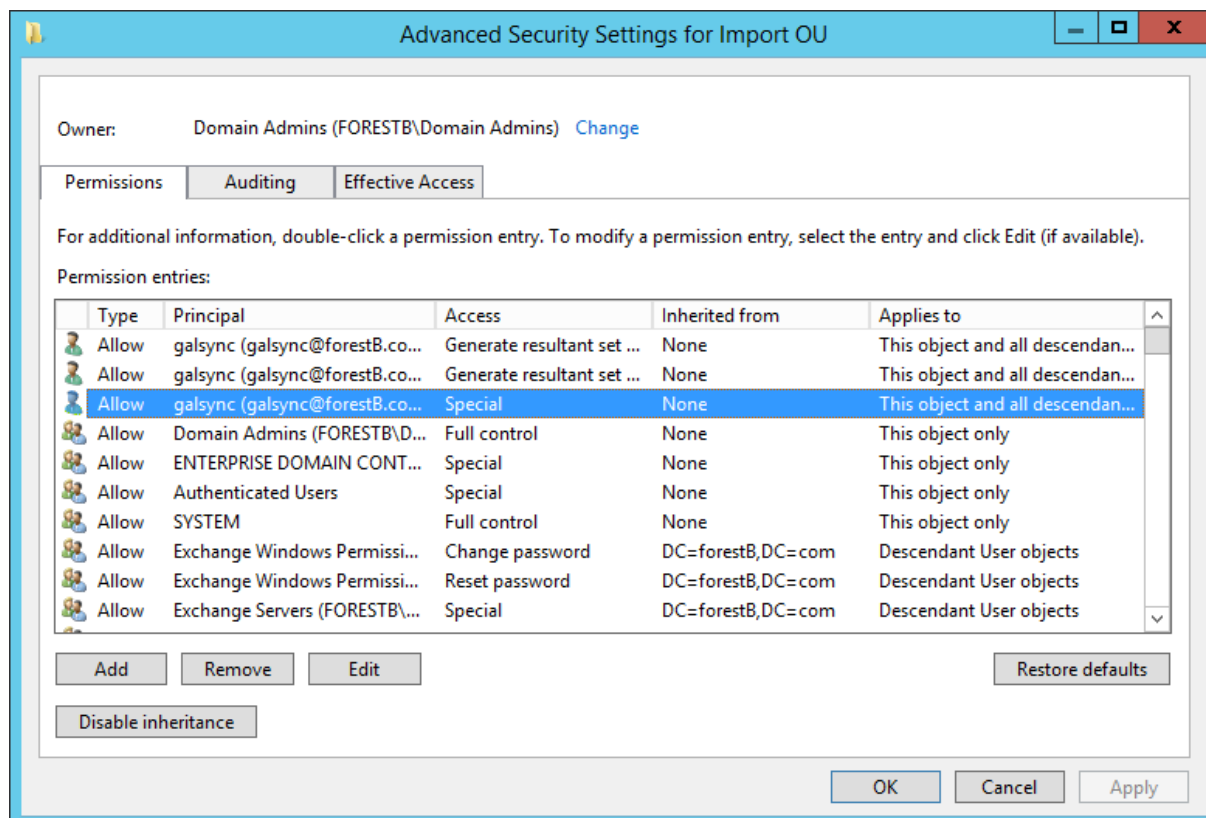 Advanced Security Settings for Import OU
Owner: Domain Admins (FORESTB\Domain Admins) Change
Permissions Auditing Effective Access
For additional information, double-click a permission entry. To modify a permission entry, select the entry and click Edit (if available).
Permission entries:
Type Principal Access Inherited from Applies to
Allow galsync (galsync@forestB.co... Generate resultant set ... None This object and all descendan...
Allow galsync (galsync@forestB.co... Generate resultant set ... None This object and all descendan...
Allow galsync (galsync@forestB.co... Special None This object and all descendan...
Allow Domain Admins (FORESTB\D... Full control None This object only
Allow ENTERPRISE DOMAIN CONT... Special None This object only
Allow Authenticated Users Special None This object only
Allow SYSTEM Full control None This object only
Allow Exchange Windows Permissi... Change password DC=forestB,DC=com Descendant User objects
Allow Exchange Windows Permissi... Reset password DC=forestB,DC=com Descendant User objects
Allow Exchange Servers (FORESTB\... Special DC=forestB,DC=com Descendant User objects
Add Remove Edit Restore defaults
Disable inheritance
OK Cancel Apply